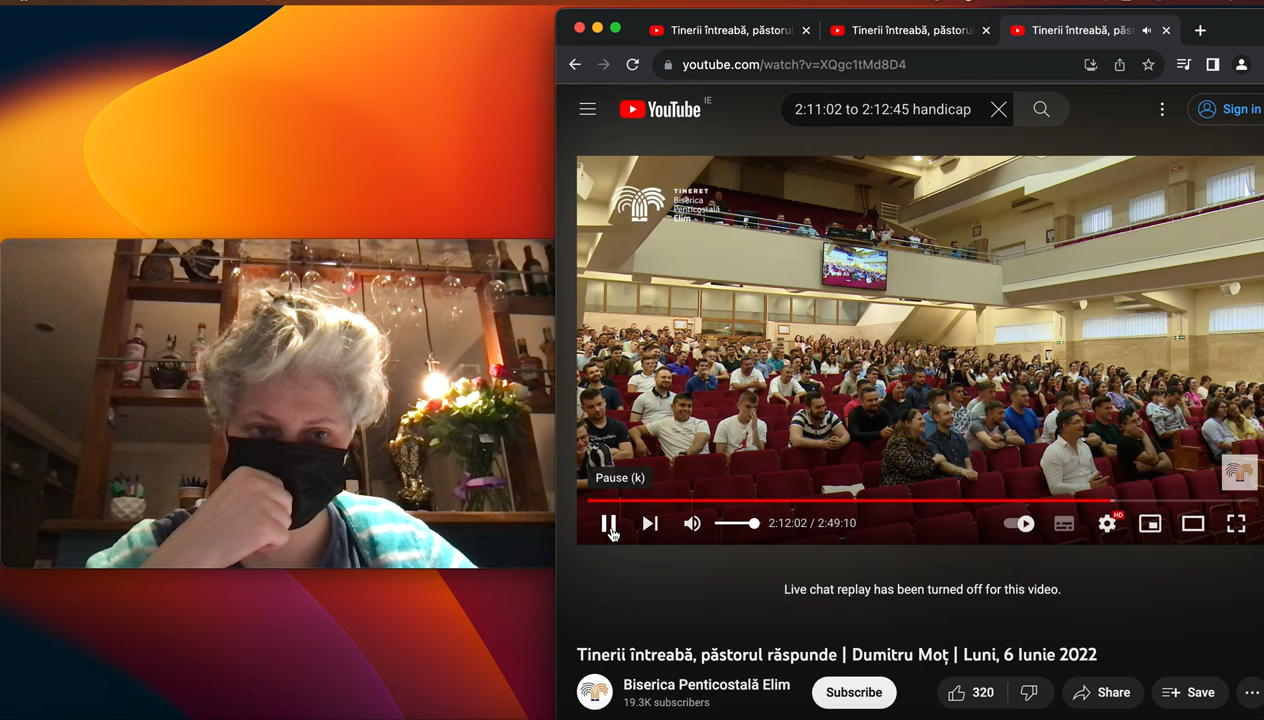 Tinerii întreabă, păstorul
Tinerii întreabă, păstorul
Tinerii întreabă, păs
youtube.com/watch?v=XQgc1tMd8D4
YouTube IE
2:11:02 to 2:12:45 handicap
Sign in
TINERET
Biserica
Penticostală
Elim
Pause (k)
2:12:02 / 2:49:10
HD
Live chat replay has been turned off for this video.
Tinerii întreabă, păstorul răspunde | Dumitru Moț | Luni, 6 Iunie 2022
Biserica Penticostală Elim
19.3K subscribers
Subscribe
320
Share
Save